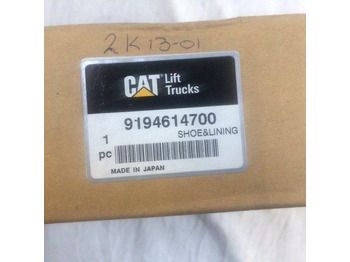 2K13-01
CAT Lift
Trucks
9194614700
SHOE&LINING
1
pc
MADE IN JAPAN